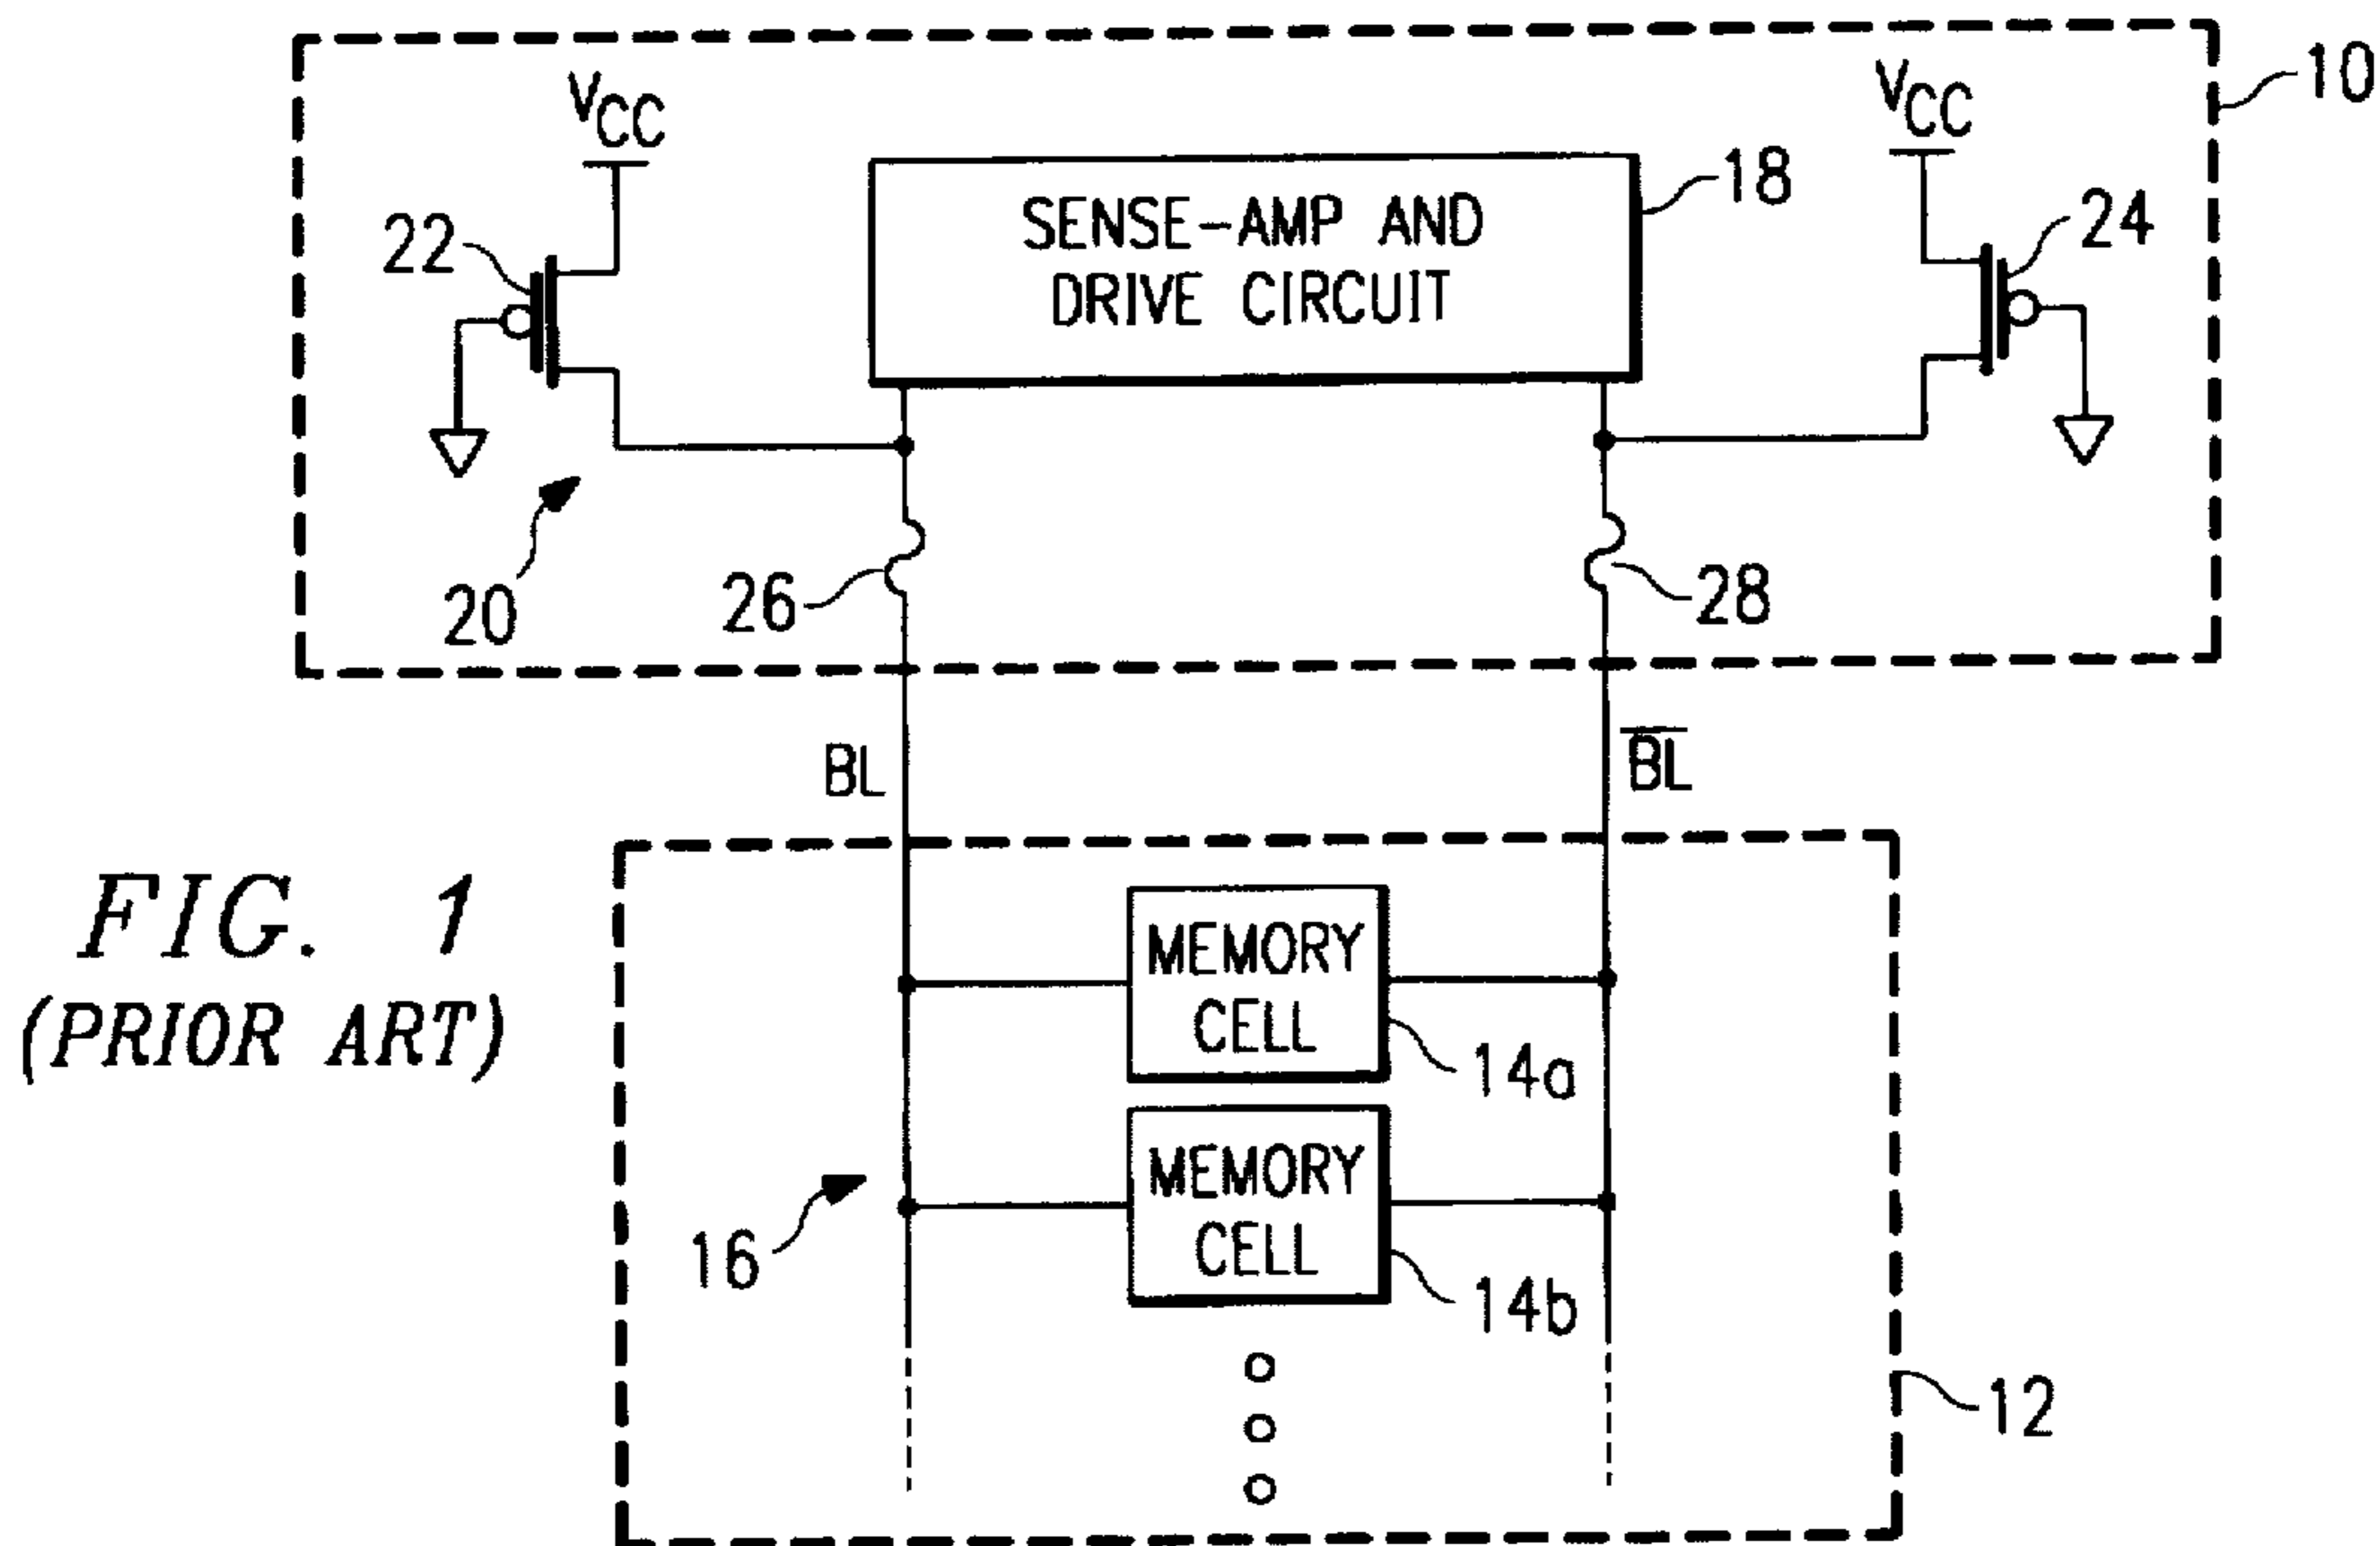 10
V_CC
V_CC
18
SENSE-AMP AND
DRIVE CIRCUIT
22
24
20
26
28
BL
B̅L̅
FIG. 1
(PRIOR ART)
MEMORY
CELL
14a
MEMORY
CELL
14b
16
12